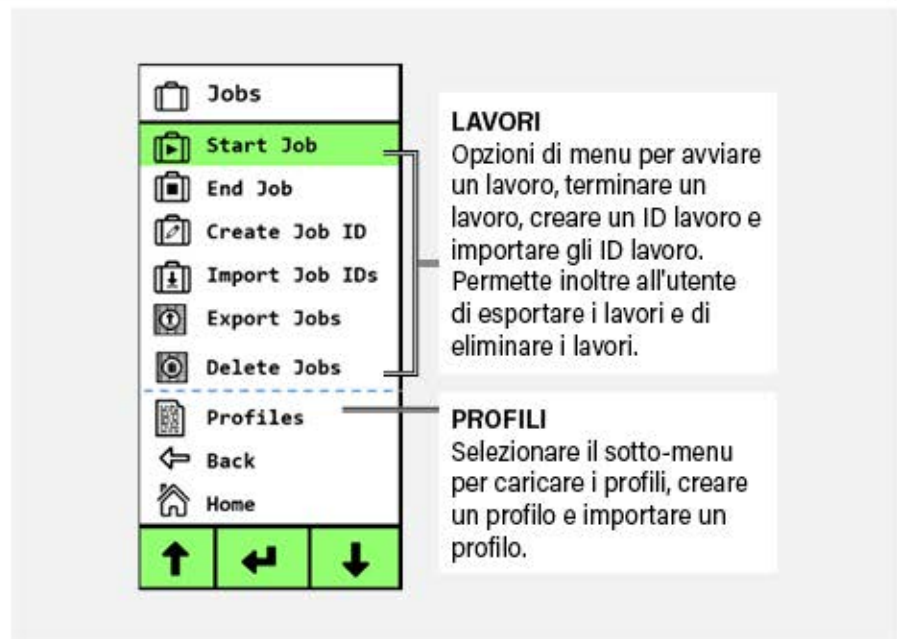 Jobs
Start Job
End Job
Create Job ID
Import Job IDs
Export Jobs
Delete Jobs
Profiles
Back
Home
LAVORI
Opzioni di menu per avviare
un lavoro, terminare un
lavoro, creare un ID lavoro e
importare gli ID lavoro.
Permette inoltre all'utente
di esportare i lavori e di
eliminare i lavori.
PROFILI
Selezionare il sotto-menu
per caricare i profili, creare
un profilo e importare un
profilo.